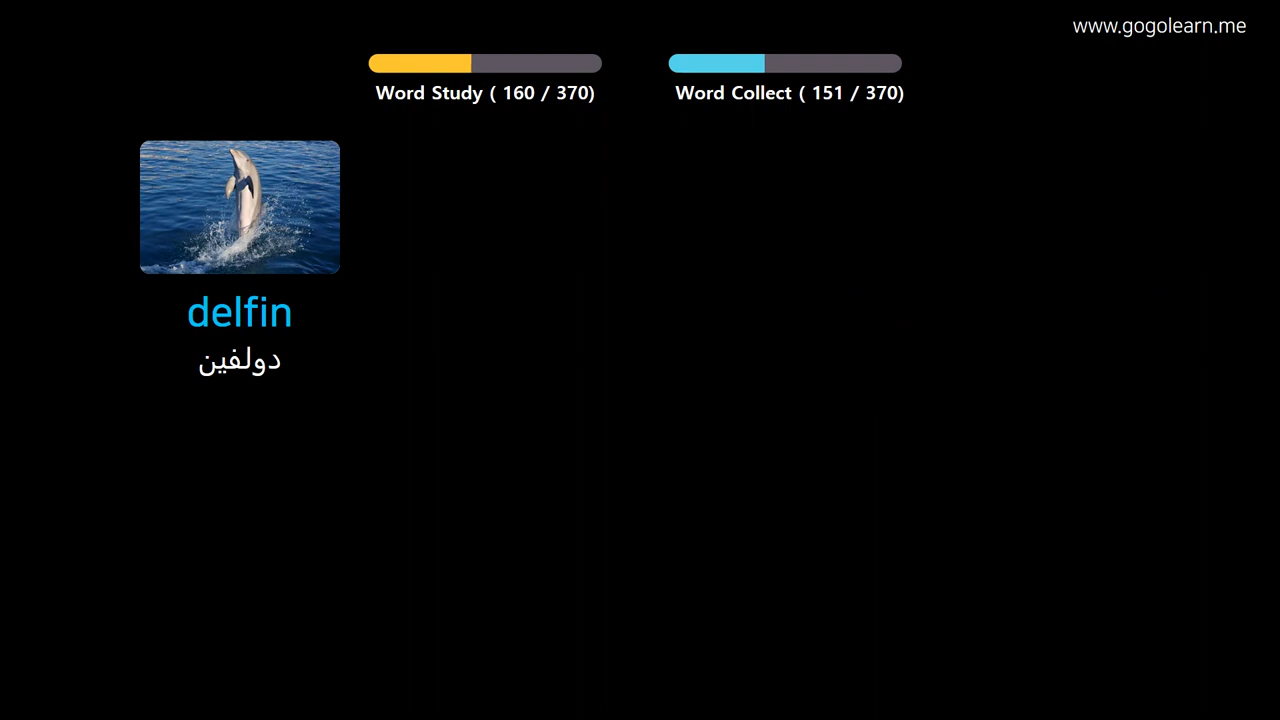 www.gogolearn.me
Word Study ( 160 / 370)
Word Collect ( 151 / 370)
delfin
دولفين